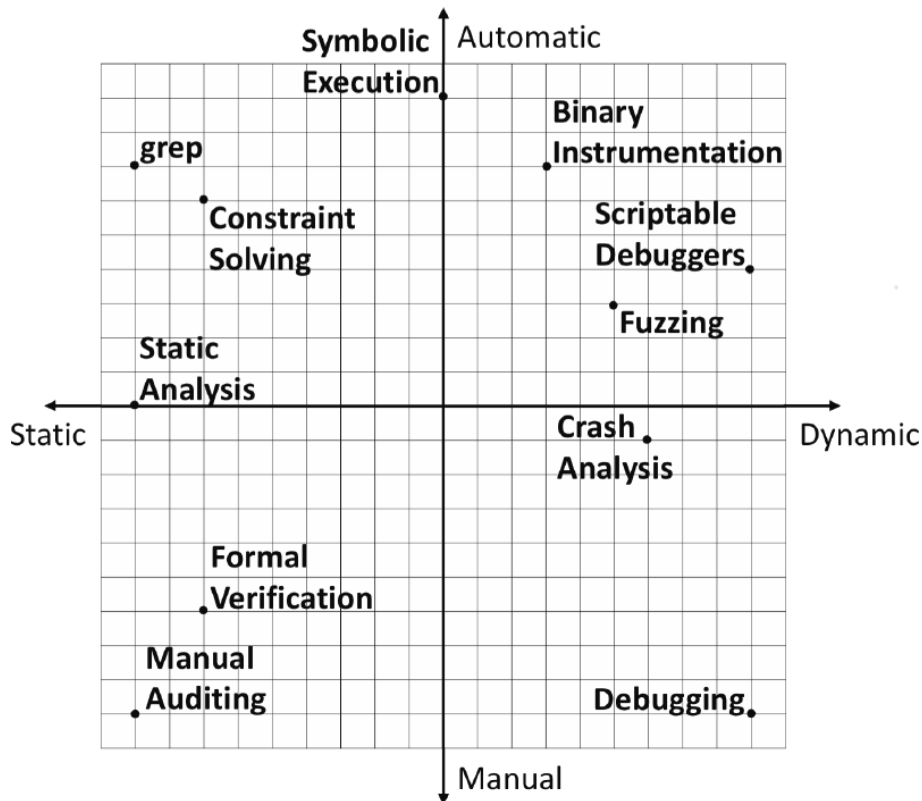 Symbolic
Execution
Automatic
Binary
Instrumentation
grep
Constraint
Solving
Scriptable
Debuggers
Fuzzing
Static
Analysis
Static
Dynamic
Crash
Analysis
Formal
Verification
Manual
Auditing
Debugging
Manual